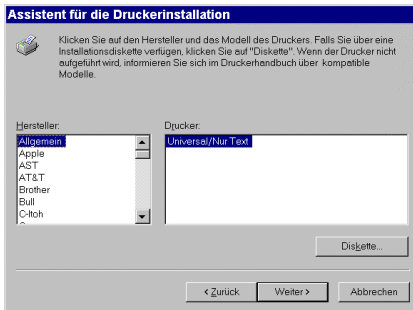 Assistent für die Druckerinstallation
Klicken Sie auf den Hersteller und das Modell des Druckers. Falls Sie über eine
Installationsdiskette verfügen, klicken Sie auf "Diskette". Wenn der Drucker nicht
aufgeführt wird, informieren Sie sich im Druckerhandbuch über kompatible
Modelle.
Hersteller:
Drucker:
Allgemein
Universal/Nur Text
Apple
AST
AT&T
Brother
Bull
C-Itoh
Diskette...
< Zurück
Weiter >
Abbrechen